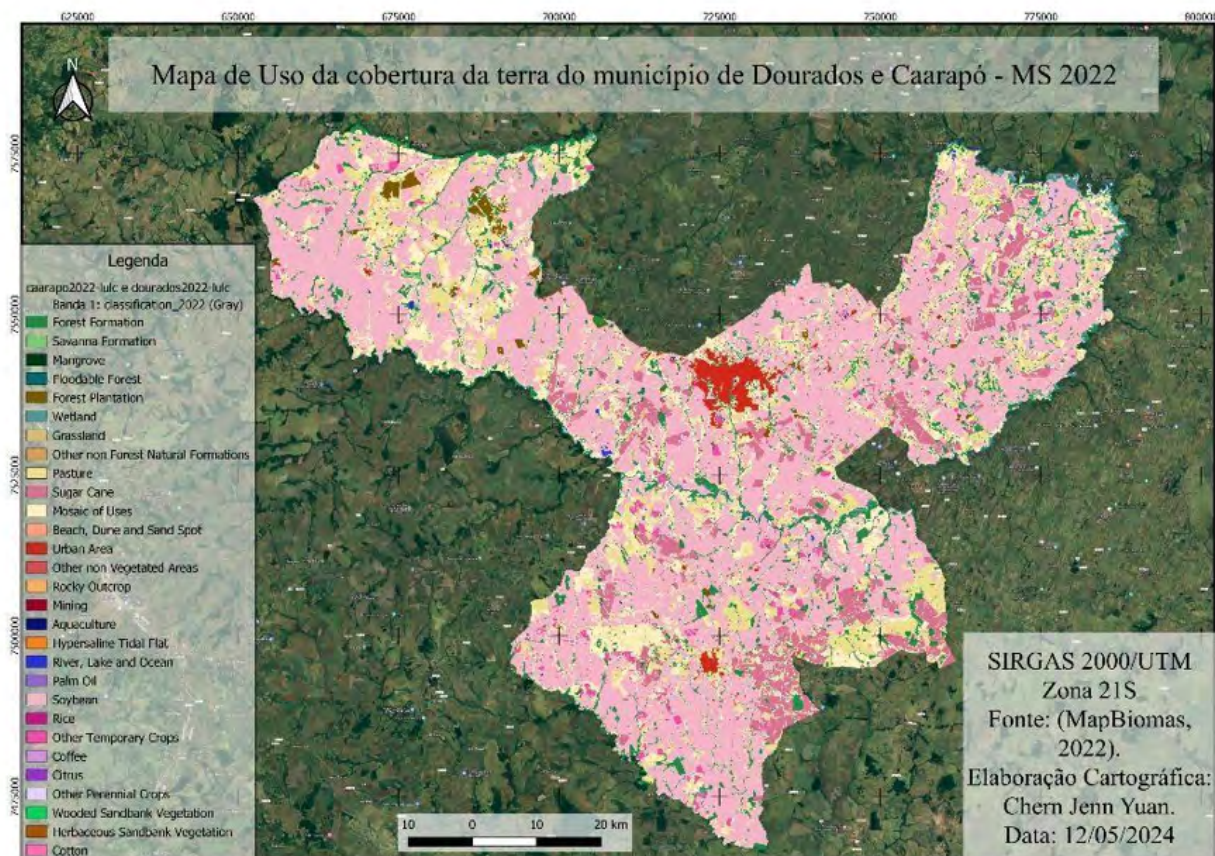 625000 650000 675000 700000 725000 750000 775000 800000
N
Mapa de Uso da cobertura da terra do município de Dourados e Caarapó - MS 2022
7575000
7550000
7525000
7500000
7475000
Legenda
caarapo2022-lulc e dourados2022-lulc
Banda 1: classification_2022 (Gray)
Forest Formation
Savanna Formation
Mangrove
Floodable Forest
Forest Plantation
Wetland
Grassland
Other non Forest Natural Formations
Pasture
Sugar Cane
Mosaic of Uses
Beach, Dune and Sand Spot
Urban Area
Other non Vegetated Areas
Rocky Outcrop
Mining
Aquaculture
Hypersaline Tidal Flat
River, Lake and Ocean
Palm Oil
Soybean
Rice
Other Temporary Crops
Coffee
Citrus
Other Perennial Crops
Wooded Sandbank Vegetation
Herbaceous Sandbank Vegetation
Cotton
10 0 10 20 km
SIRGAS 2000/UTM
Zona 21S
Fonte: (MapBiomas,
2022).
Elaboração Cartográfica:
Chern Jenn Yuan.
Data: 12/05/2024